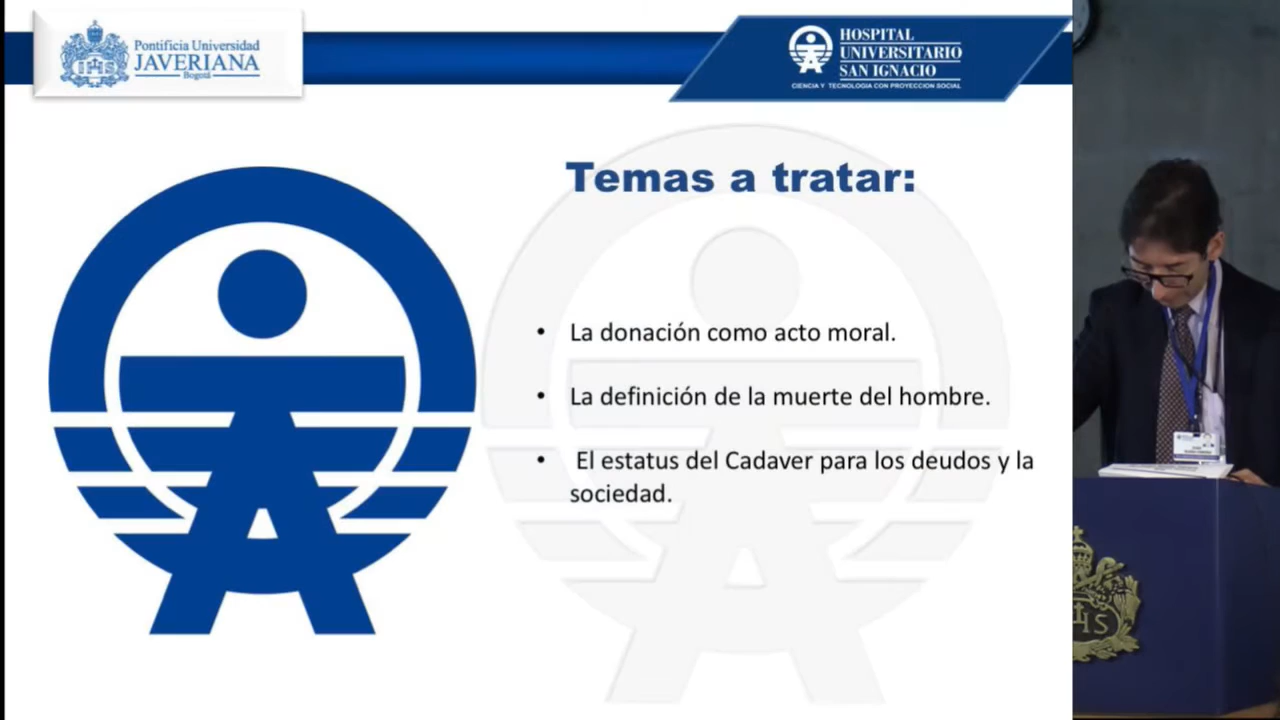 Pontificia Universidad
JAVERIANA
Bogotá
HOSPITAL
UNIVERSITARIO
SAN IGNACIO
CIENCIA Y TECNOLOGIA CON PROYECCION SOCIAL
Temas a tratar:
• La donación como acto moral.
• La definición de la muerte del hombre.
• El estatus del Cadaver para los deudos y la
sociedad.
IHS